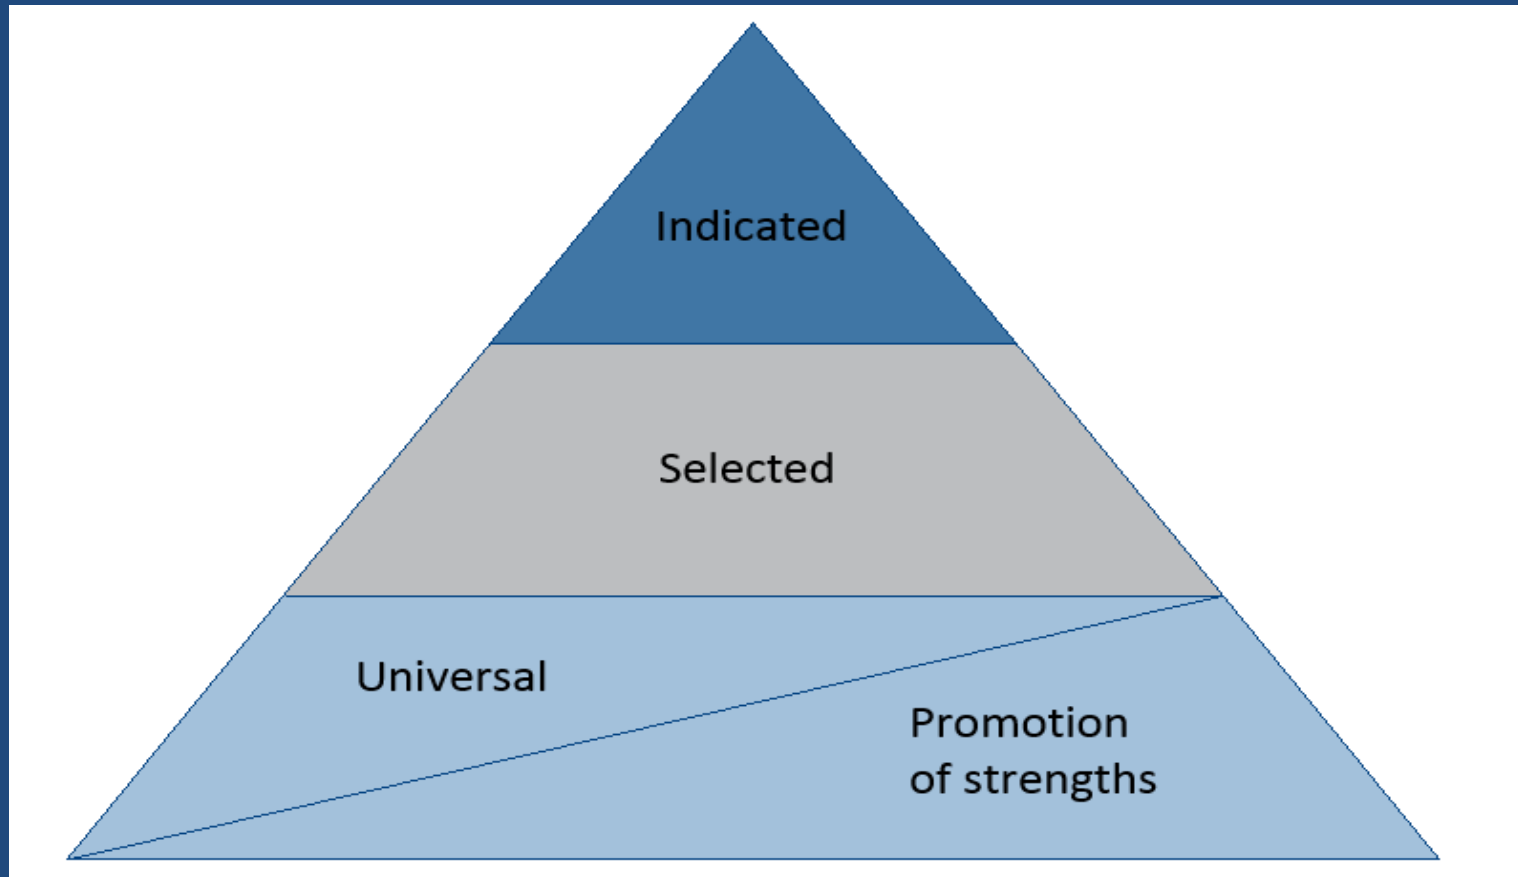 Indicated
Selected
Universal
Promotion
of strengths